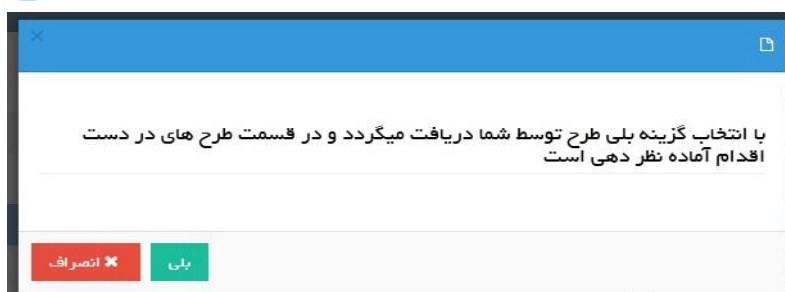 با انتخاب گزینه بلی طرح توسط شما دریافت میگردد و در قسمت طرح های در دست
اقدام آماده نظر دهی است
بلی
انصراف